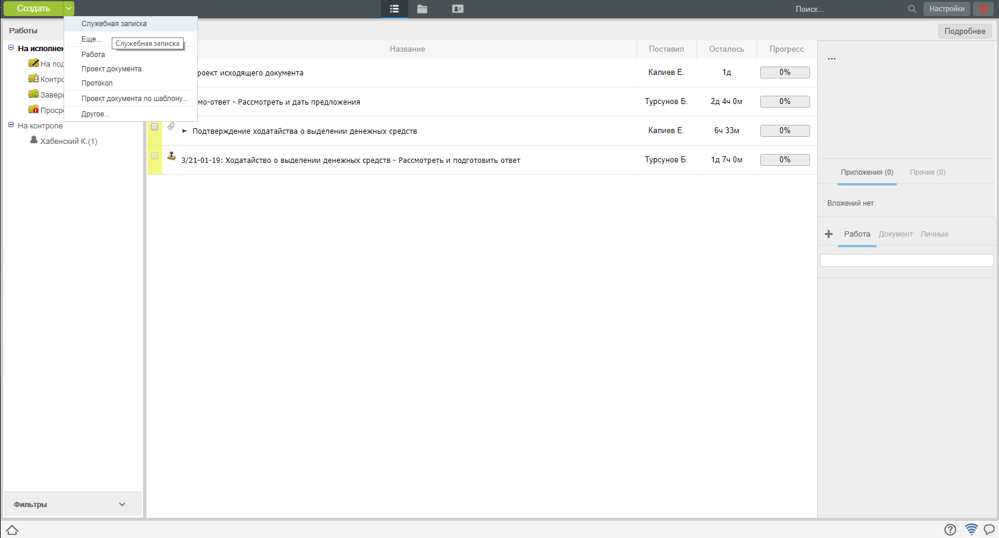 Создать
Поиск...
Настройки
Работы
Служебная записка
Еще...
Служебная записка
Работа
Проект документа
Протокол
Проект документа по шаблону...
Другое...
На исполнен
На под
Контро
Завер
Проср
На контроле
Хабенский К.(1)
Фильтры
Подробнее
Название
Поставил
Осталось
Прогресс
роект исходящего документа
Калиев Е.
1д
0%
мо-ответ - Рассмотреть и дать предложения
Турсунов Б.
2д 4ч 0м
0%
Подтверждение ходатайства о выделении денежных средств
Калиев Е.
6ч 33м
0%
3/21-01-19: Ходатайство о выделении денежных средств - Рассмотреть и подготовить ответ
Турсунов Б.
1д 7ч 0м
0%
...
Приложения (0)
Прочие (0)
Вложений нет
Работа
Документ
Личные